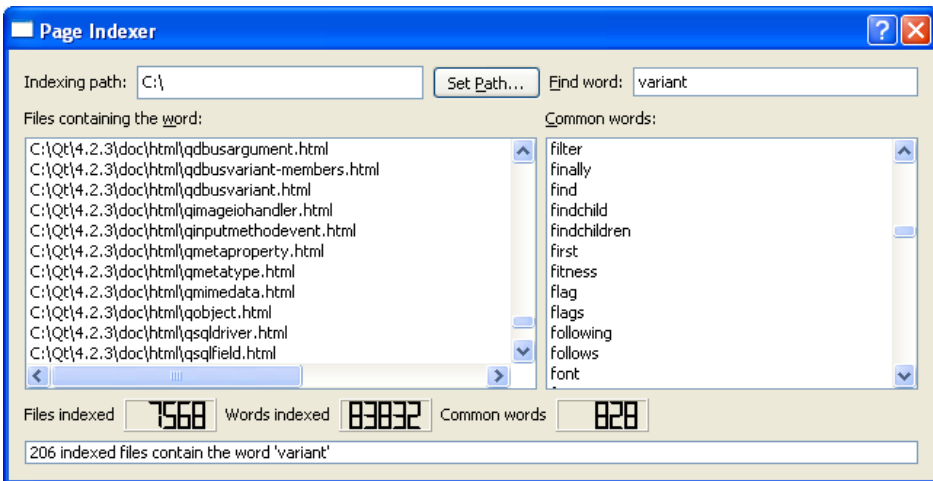 Page Indexer
Indexing path: C:\ Set Path... Find word: variant
Files containing the word:
C:\Qt\4.2.3\doc\html\qdbusargument.html
C:\Qt\4.2.3\doc\html\qdbusvariant-members.html
C:\Qt\4.2.3\doc\html\qdbusvariant.html
C:\Qt\4.2.3\doc\html\qimageiohandler.html
C:\Qt\4.2.3\doc\html\qinputmethodevent.html
C:\Qt\4.2.3\doc\html\qmetaproperty.html
C:\Qt\4.2.3\doc\html\qmetatype.html
C:\Qt\4.2.3\doc\html\qmimedata.html
C:\Qt\4.2.3\doc\html\qobject.html
C:\Qt\4.2.3\doc\html\qsqldriver.html
C:\Qt\4.2.3\doc\html\qsqlfield.html
Common words:
filter
finally
find
findchild
findchildren
first
fitness
flag
flags
following
follows
font
Files indexed 7568 Words indexed 83832 Common words 828
206 indexed files contain the word 'variant'